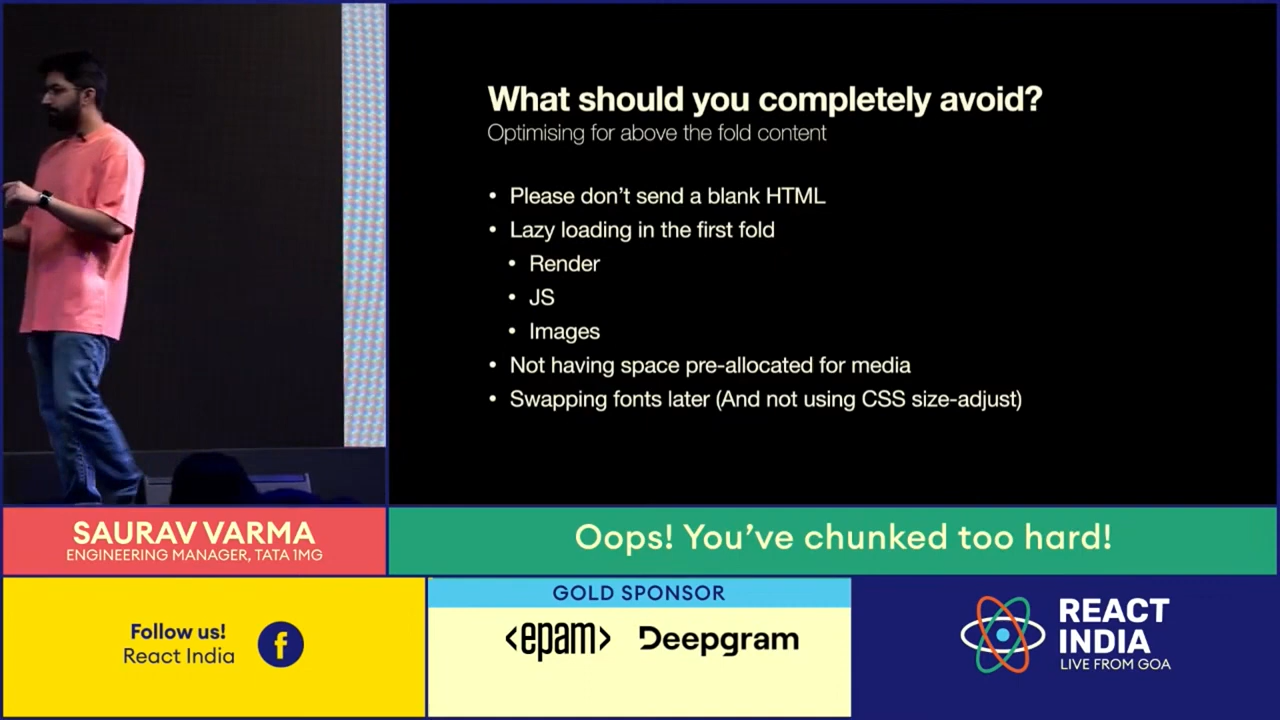 What should you completely avoid?
Optimising for above the fold content
• Please don’t send a blank HTML
• Lazy loading in the first fold
• Render
• JS
• Images
• Not having space pre-allocated for media
• Swapping fonts later (And not using CSS size-adjust)
SAURAV VARMA
ENGINEERING MANAGER, TATA 1MG
Oops! You’ve chunked too hard!
Follow us!
React India
GOLD SPONSOR
<epam> Deepgram
REACT
INDIA
LIVE FROM GOA